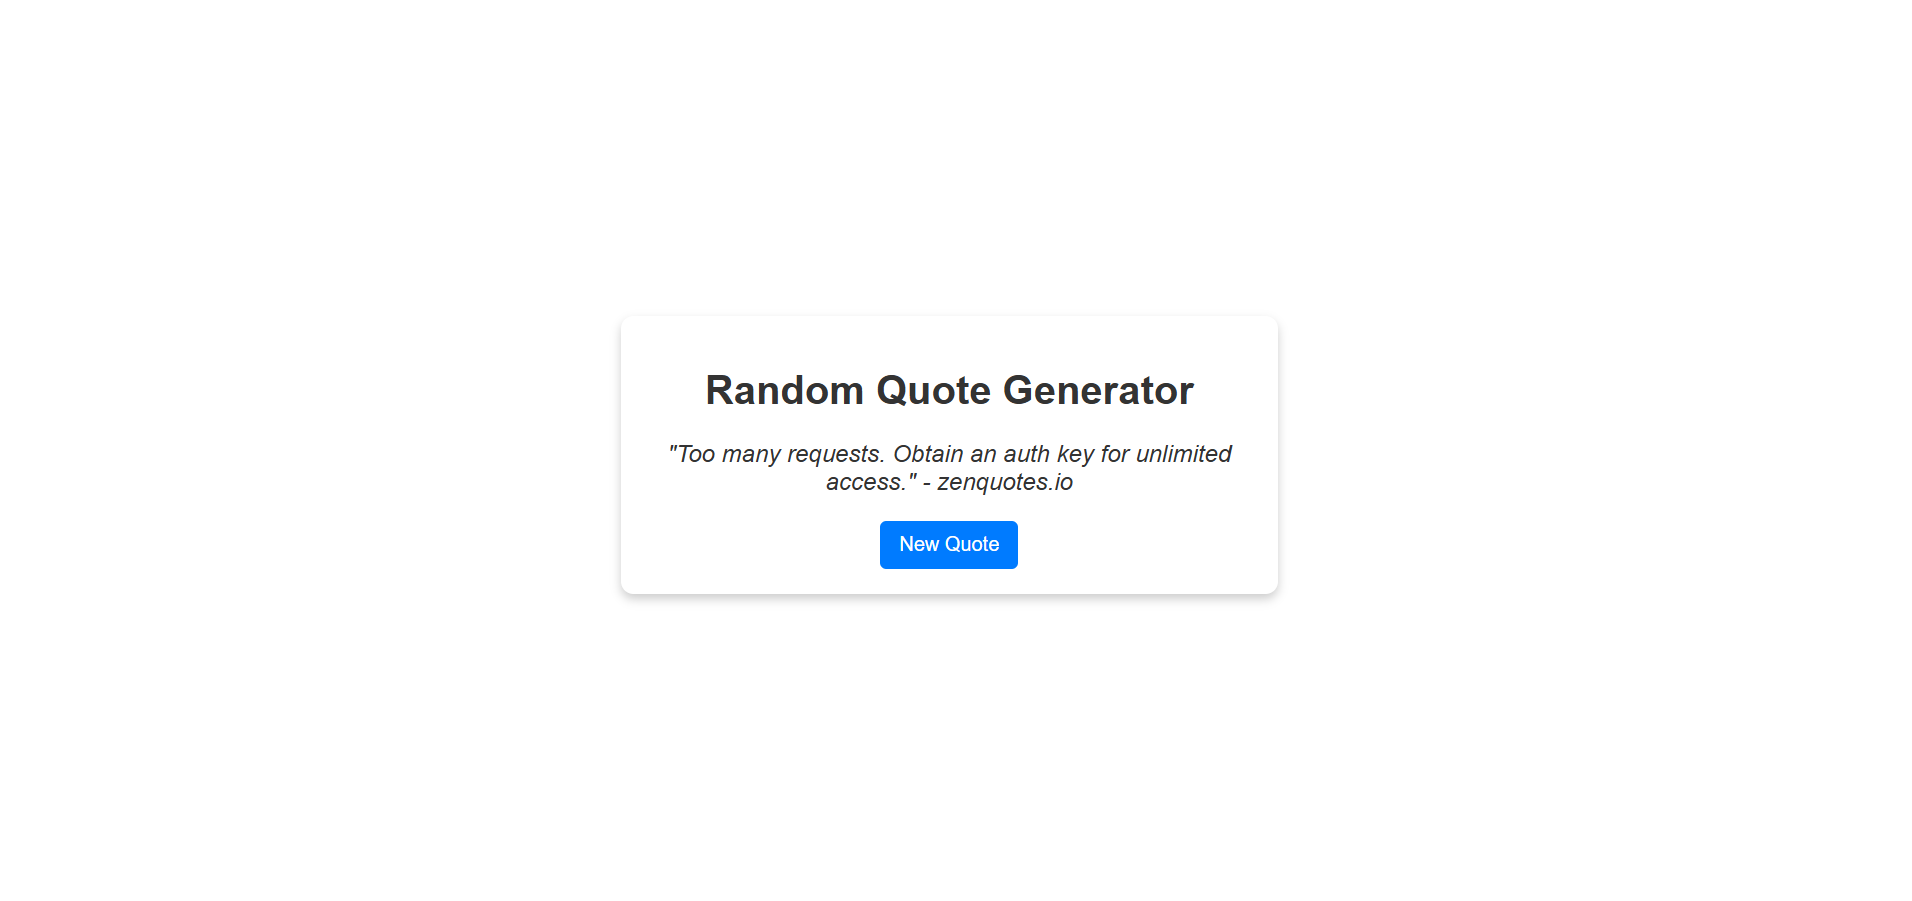 Random Quote Generator
"Too many requests. Obtain an auth key for unlimited
access." - zenquotes.io
New Quote